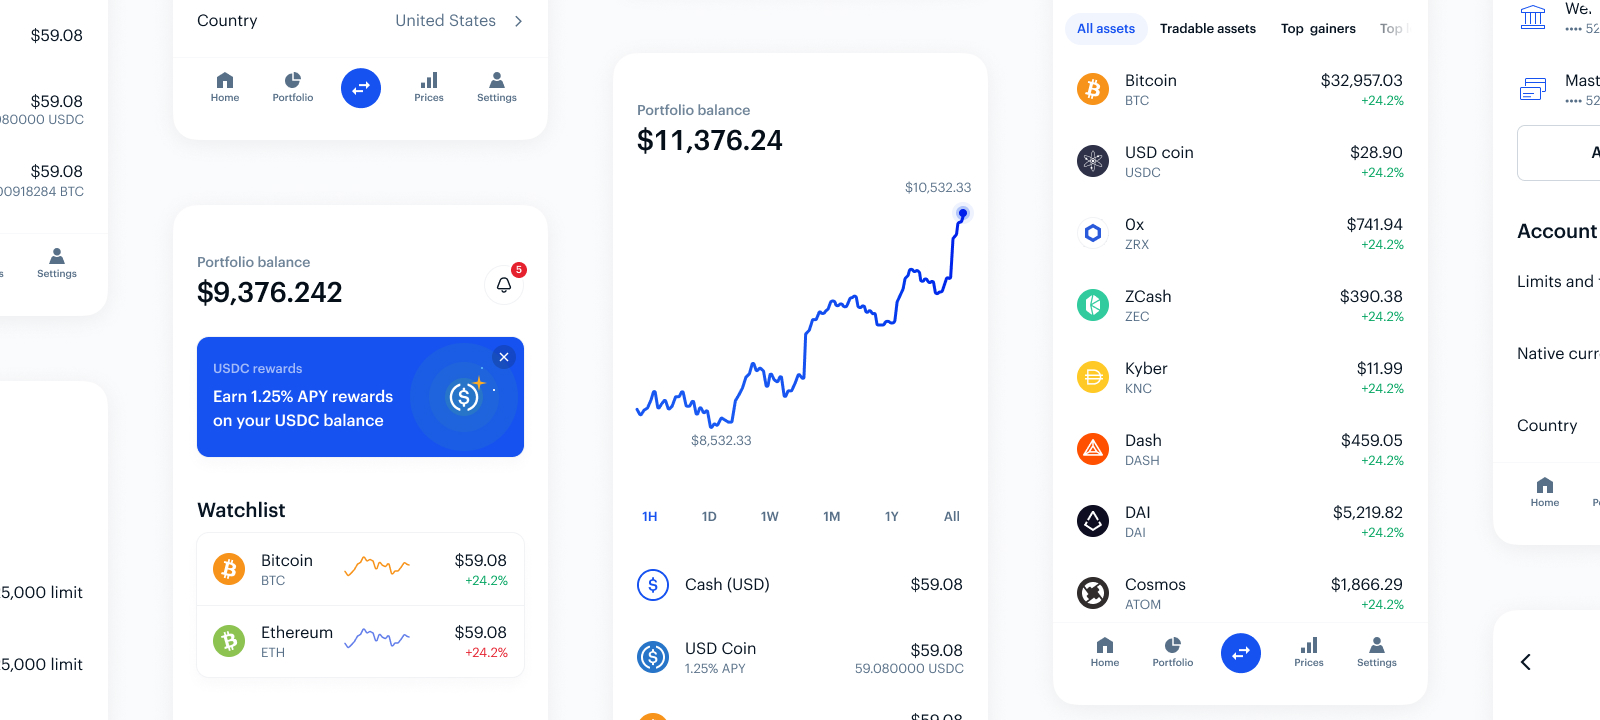 $59.08
$59.08
080000 USDC
$59.08
00918284 BTC
Settings
5,000 limit
5,000 limit
Country United States
Home Portfolio Prices Settings
Portfolio balance
$9,376.242
5
USDC rewards
Earn 1.25% APY rewards
on your USDC balance
Watchlist
Bitcoin $59.08
BTC +24.2%
Ethereum $59.08
ETH +24.2%
Portfolio balance
$11,376.24
$10,532.33
$8,532.33
1H 1D 1W 1M 1Y All
Cash (USD) $59.08
USD Coin $59.08
1.25% APY 59.080000 USDC
$59.08
All assets Tradable assets Top gainers Top
Bitcoin $32,957.03
BTC +24.2%
USD coin $28.90
USDC +24.2%
0x $741.94
ZRX +24.2%
ZCash $390.38
ZEC +24.2%
Kyber $11.99
KNC +24.2%
Dash $459.05
DASH +24.2%
DAI $5,219.82
DAI +24.2%
Cosmos $1,866.29
ATOM +24.2%
Home Portfolio Prices Settings
•••• 52
Mast
•••• 52
A
Account
Limits and
Native curr
Country
Home